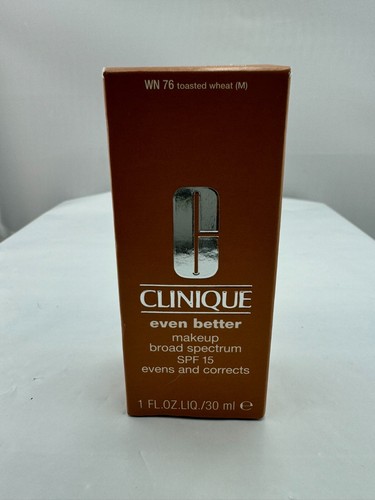 WN 76 toasted wheat (M)
CLINIQUE
even better
makeup
broad spectrum
SPF 15
evens and corrects
1 FL.OZ.LIQ./30 ml ℮